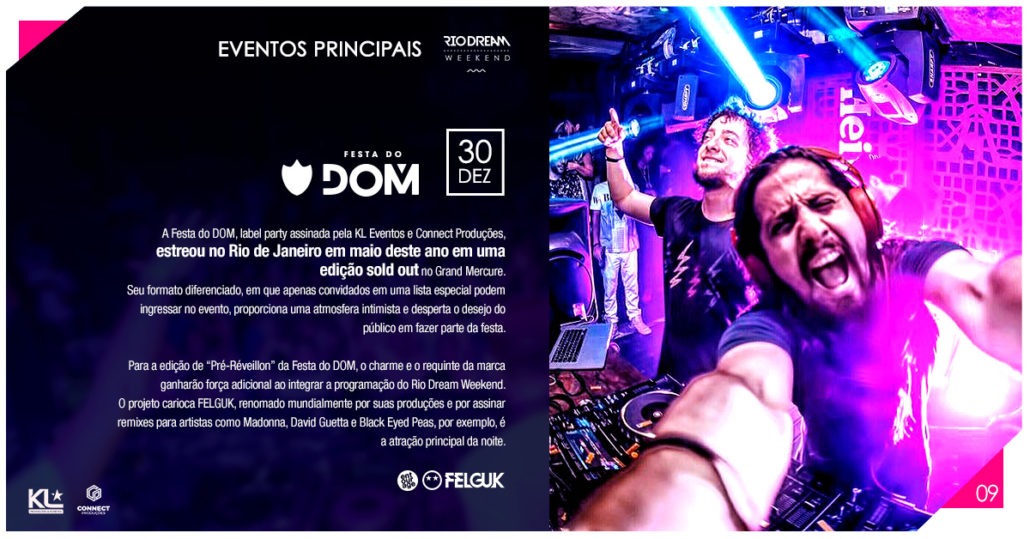 EVENTOS PRINCIPAIS
RIO DREAM
WEEKEND
FESTA DO
DOM
30
DEZ
A Festa do DOM, label party assinada pela KL Eventos e Connect Produções,
estreou no Rio de Janeiro em maio deste ano em uma
edição sold out no Grand Mercure.
Seu formato diferenciado, em que apenas convidados em uma lista especial podem
ingressar no evento, proporciona uma atmosfera intimista e desperta o desejo do
público em fazer parte da festa.
Para a edição de “Pré-Réveillon” da Festa do DOM, o charme e o requinte da marca
ganharão força adicional ao integrar a programação do Rio Dream Weekend.
O projeto carioca FELGUK, renomado mundialmente por suas produções e por assinar
remixes para artistas como Madonna, David Guetta e Black Eyed Peas, por exemplo, é
a atração principal da noite.
entourage
FELGUK
KL
CONNECT
PRODUÇÕES
Hei
09